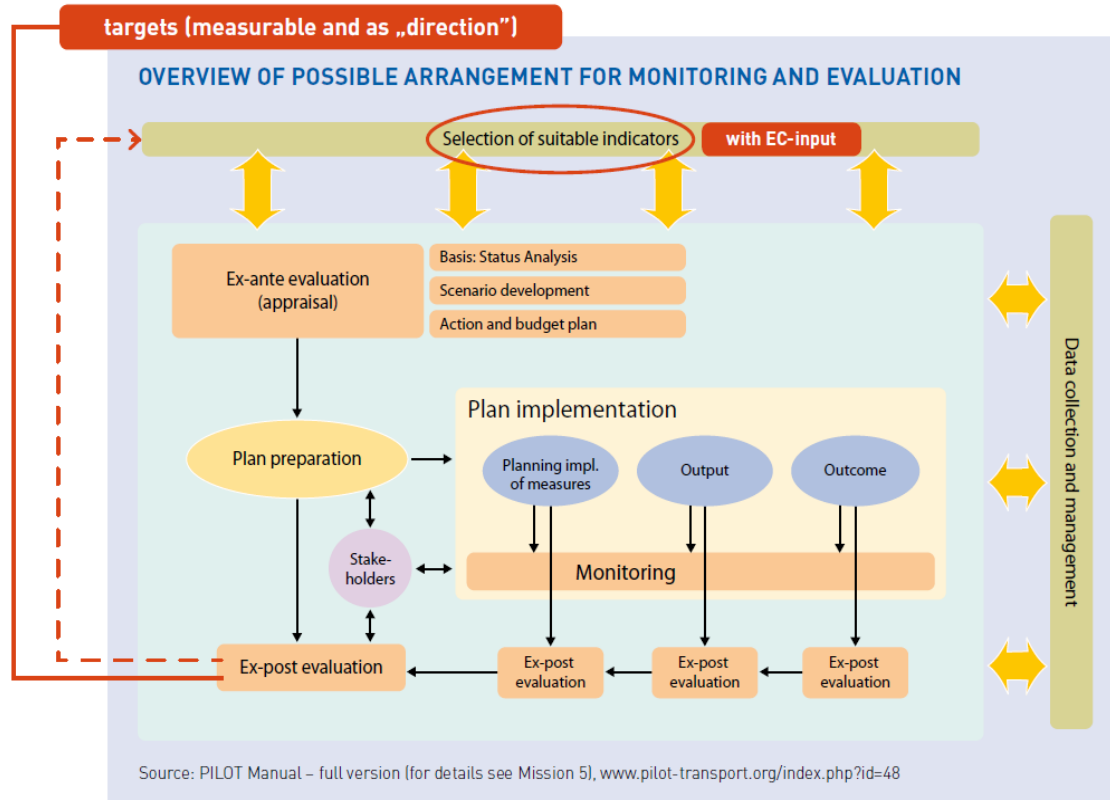 targets (measurable and as „direction”)
OVERVIEW OF POSSIBLE ARRANGEMENT FOR MONITORING AND EVALUATION
Selection of suitable indicators
with EC-input
Ex-ante evaluation
(appraisal)
Basis: Status Analysis
Scenario development
Action and budget plan
Plan implementation
Plan preparation
Planning impl.
of measures
Output
Outcome
Stake-
holders
Monitoring
Ex-post evaluation
Ex-post
evaluation
Ex-post
evaluation
Ex-post
evaluation
Data collection and management
Source: PILOT Manual – full version (for details see Mission 5), www.pilot-transport.org/index.php?id=48